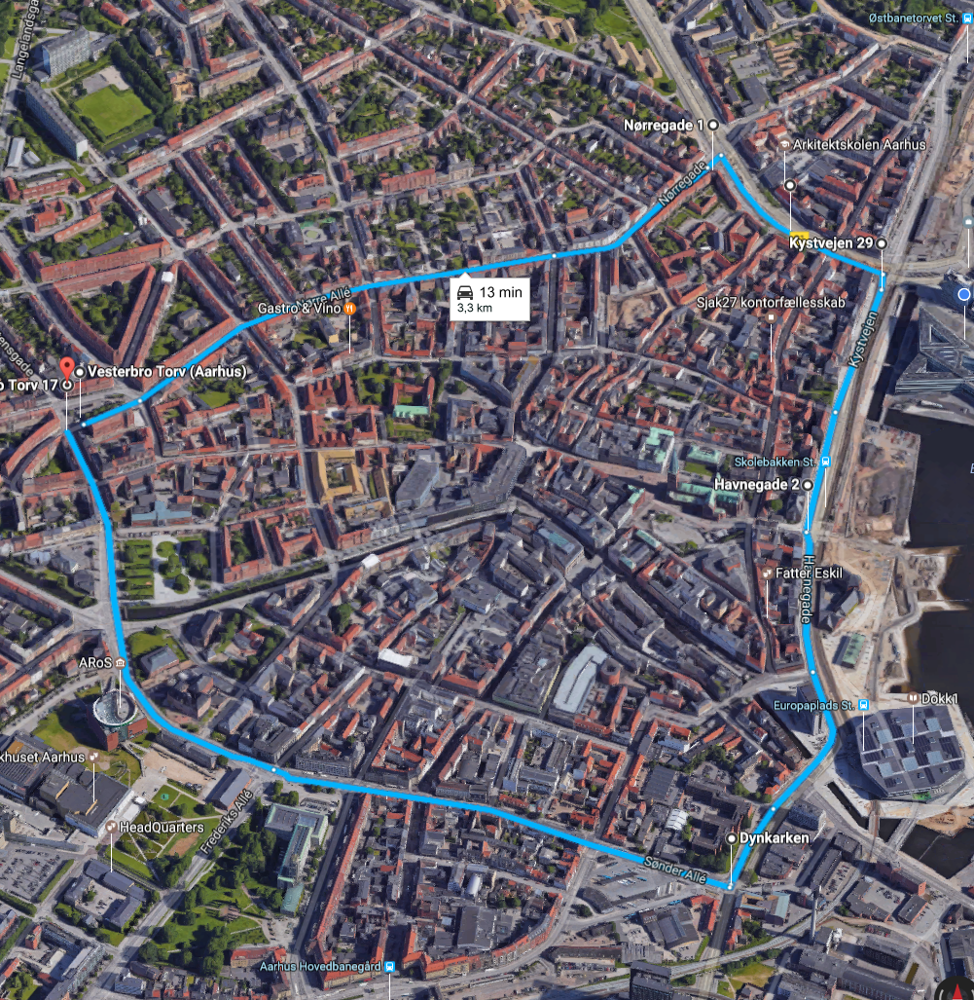 Langelandsga
Østbanetorvet St.
Nørregade 1
Arkitektskolen Aarhus
Nørregade
Kystvejen 29
13 min
3,3 km
Nørre Allé
Gastro & Vino
Sjak27 kontorfællesskab
Kystvejen
ensgade
Vesterbro Torv (Aarhus)
o Torv 17
Skolebakken St.
Havnegade 2
Havnegade
Fatter Eskil
ARoS
Europaplads St.
Dokk1
khuset Aarhus
HeadQuarters
Frederiks Allé
Dynkarken
Sønder Allé
Aarhus Hovedbanegård